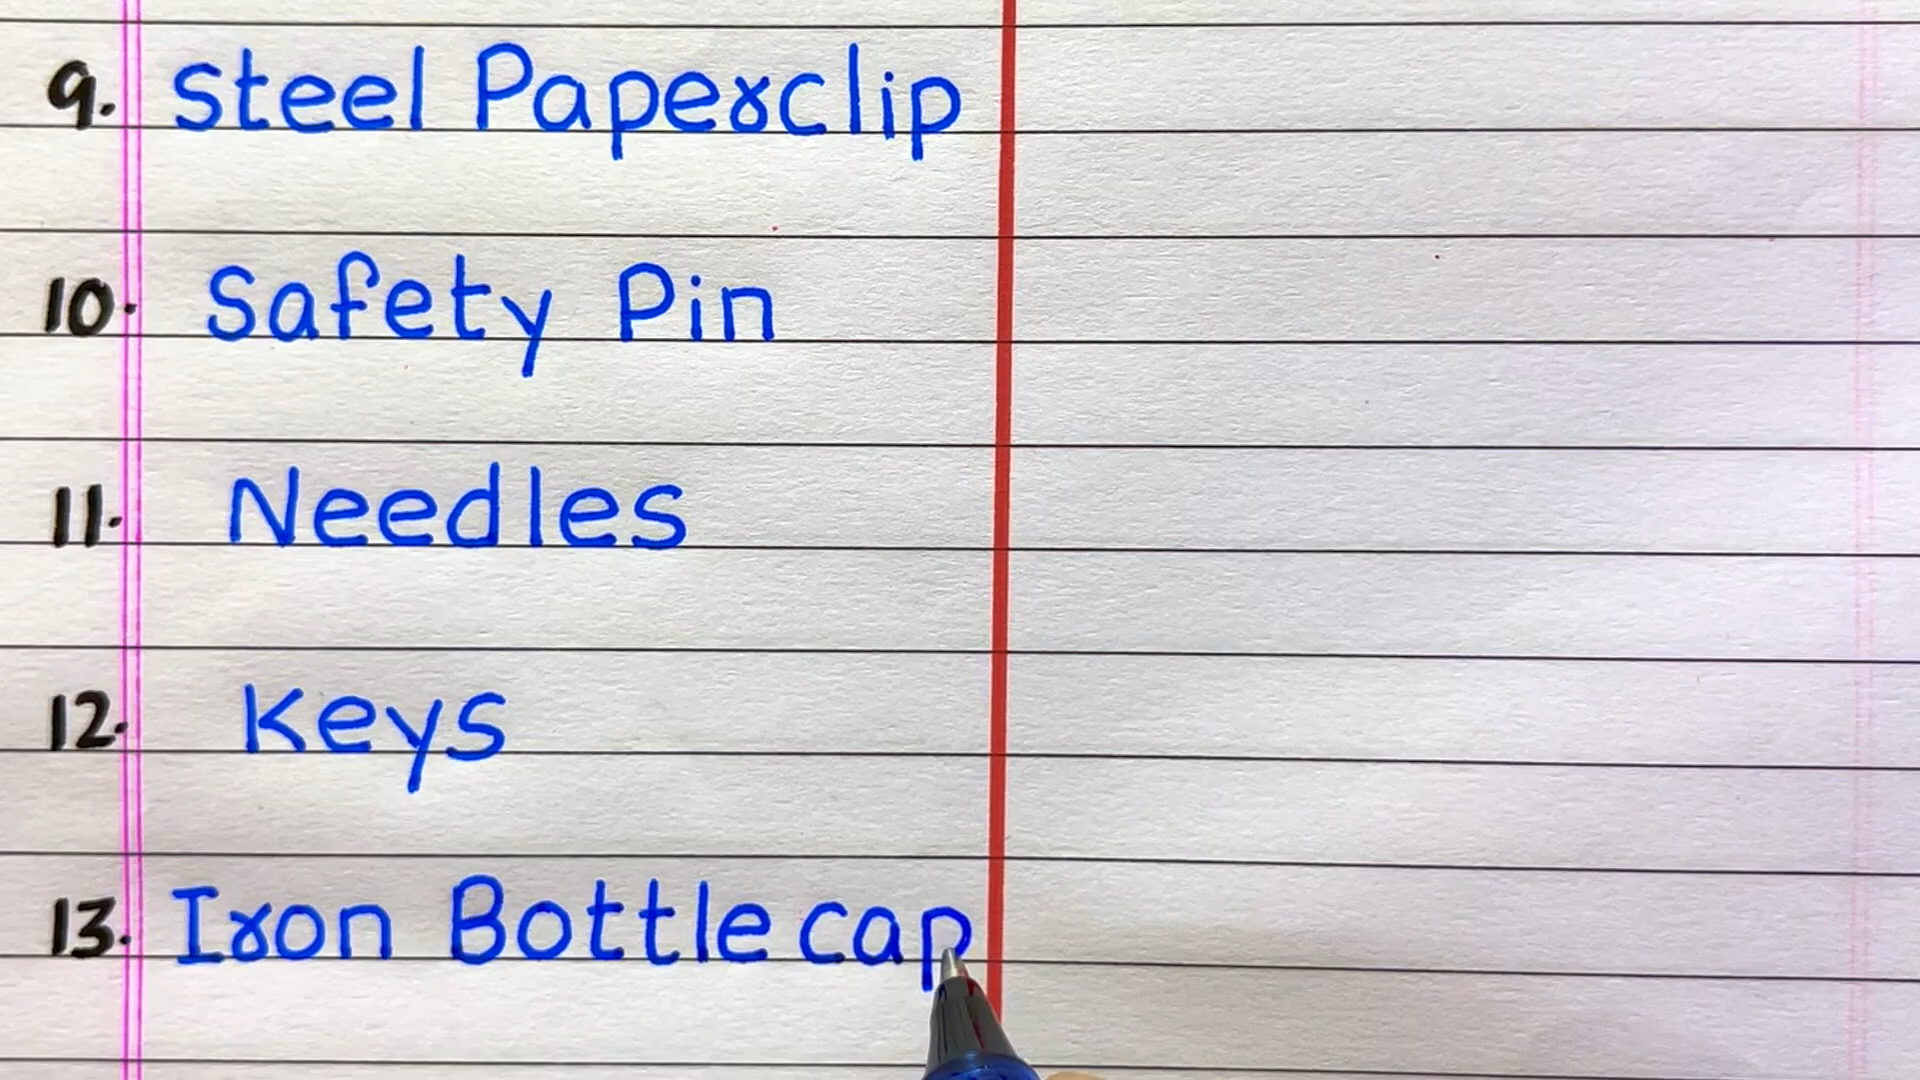 9. Steel Paperclip
10. Safety Pin
11. Needles
12. Keys
13. Iron Bottle cap